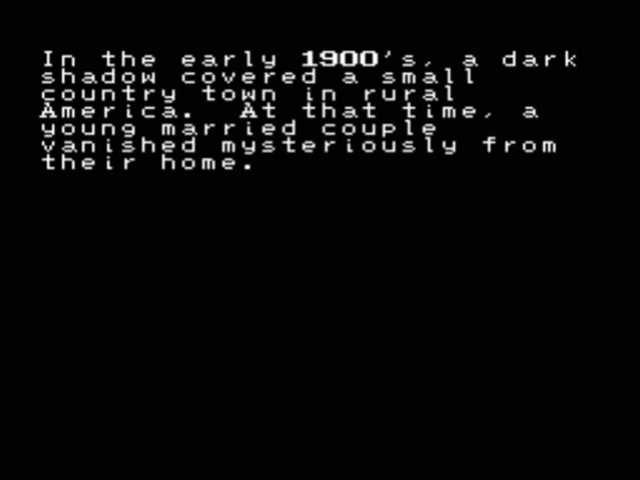 In the early 1900's, a dark
shadow covered a small
country town in rural
America.  At that time, a
young married couple
vanished mysteriously from
their home.